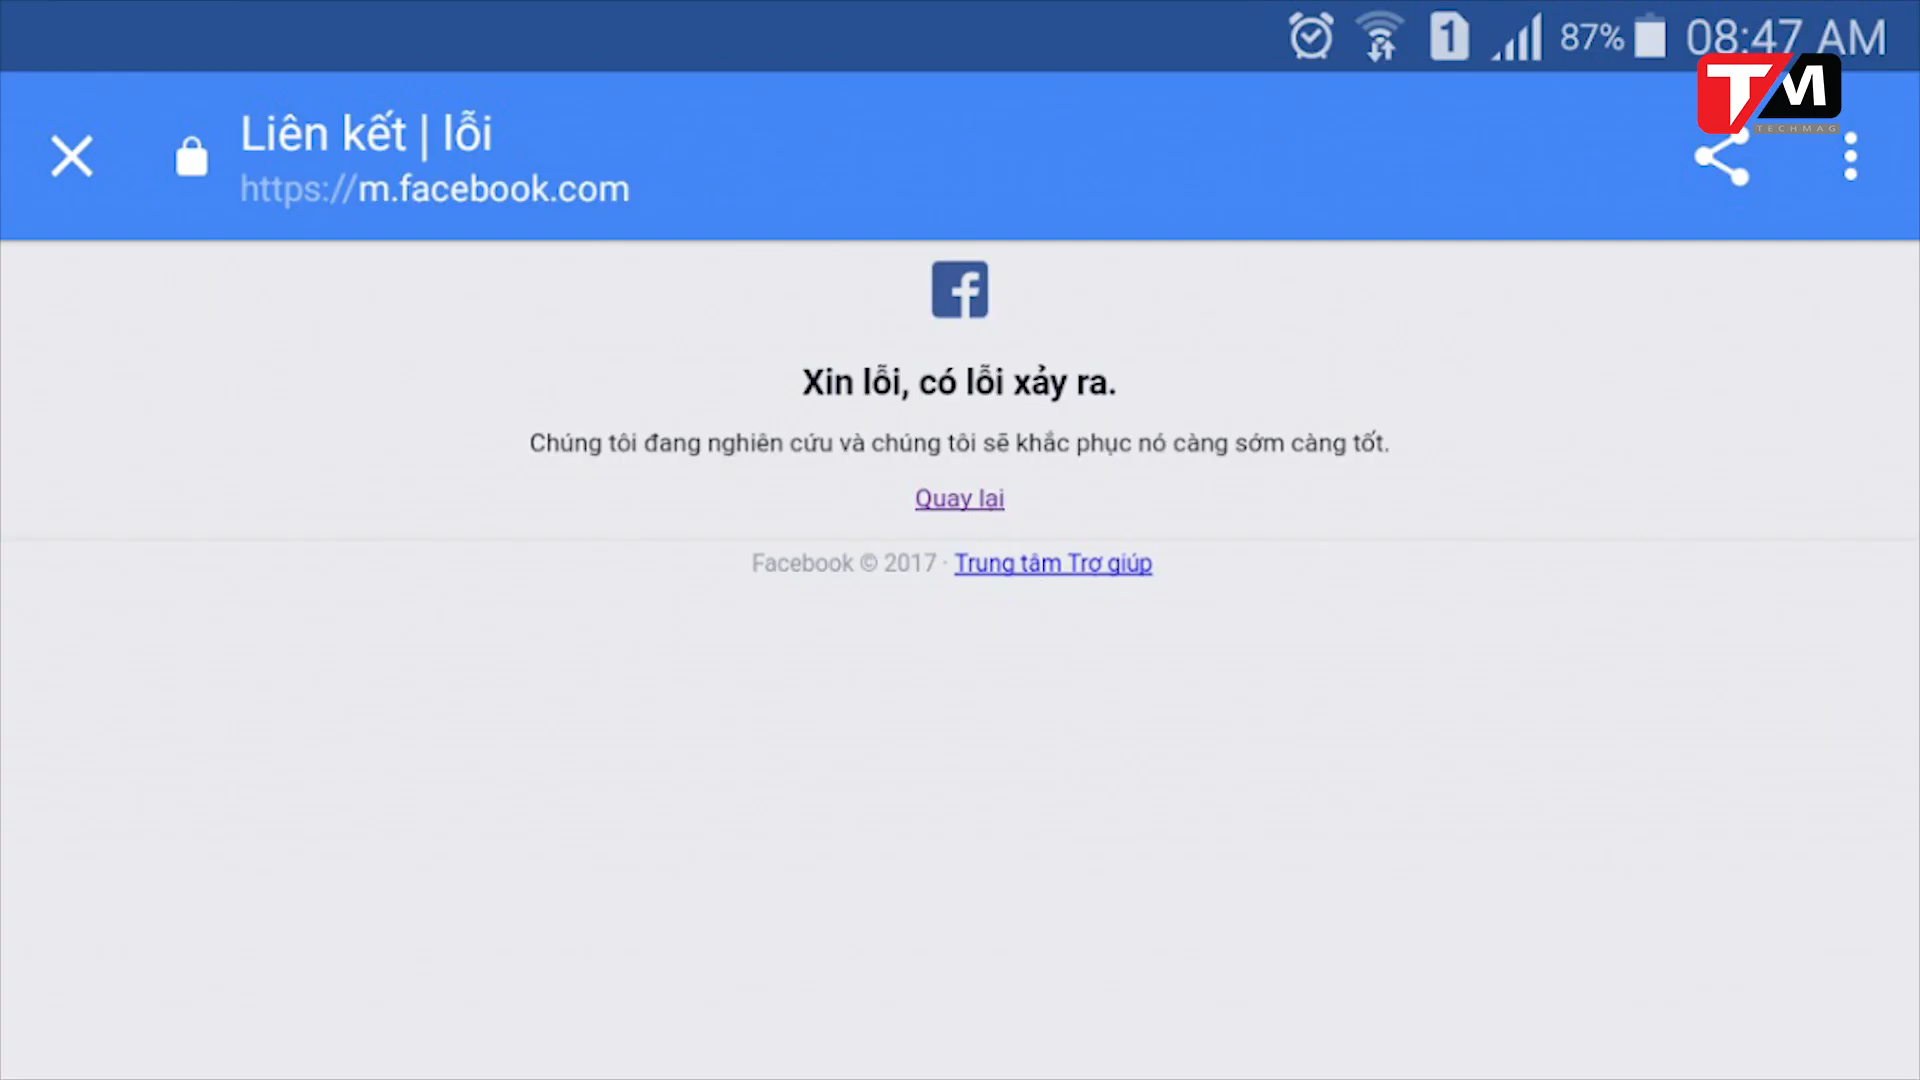 1 87% 08:47 AM
TM
TECHMAG
Liên kết | lỗi
https://m.facebook.com
f
Xin lỗi, có lỗi xảy ra.
Chúng tôi đang nghiên cứu và chúng tôi sẽ khắc phục nó càng sớm càng tốt.
Quay lại
Facebook © 2017 · Trung tâm Trợ giúp